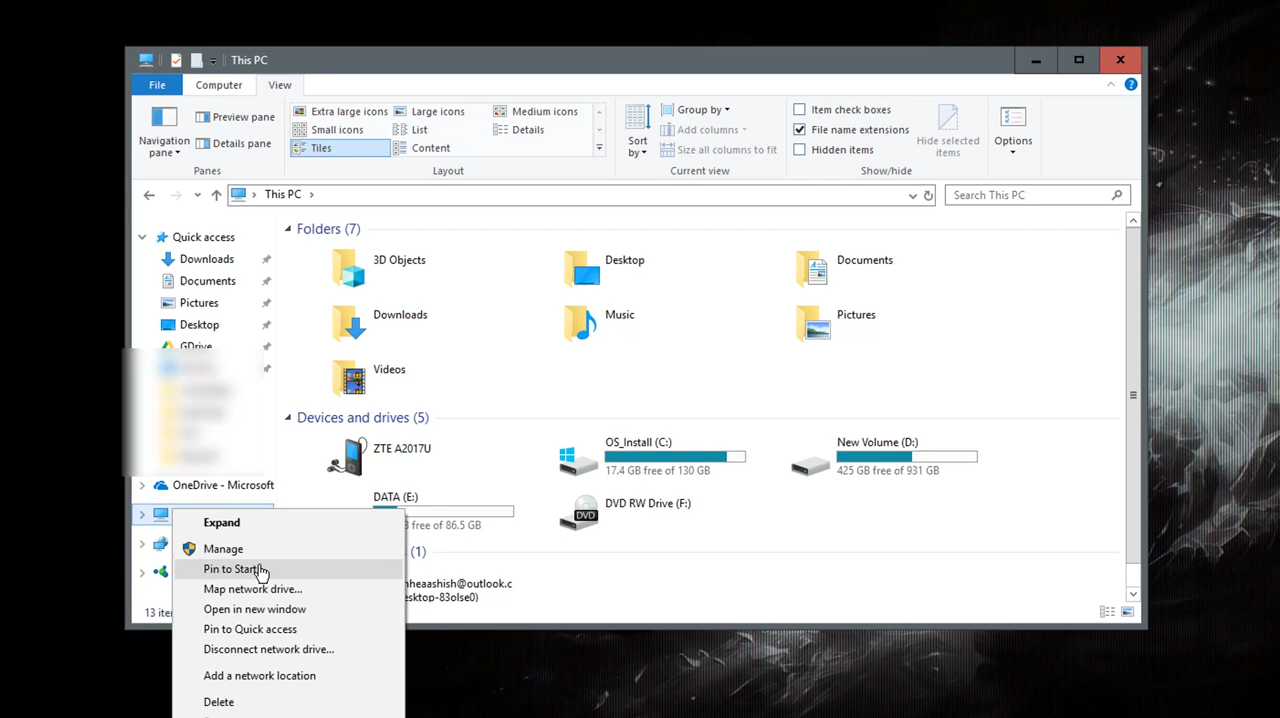 This PC
File Computer View
Navigation pane
Preview pane
Details pane
Panes
Extra large icons Large icons Medium icons
Small icons List Details
Tiles Content
Layout
Sort by
Group by
Add columns
Size all columns to fit
Current view
Item check boxes
File name extensions
Hidden items
Hide selected items
Show/hide
Options
This PC
Search This PC
Quick access
Downloads
Documents
Pictures
Desktop
GDrive
OneDrive - Microsoft
13 ite
Folders (7)
3D Objects Desktop Documents
Downloads Music Pictures
Videos
Devices and drives (5)
ZTE A2017U
OS_Install (C:)
17.4 GB free of 130 GB
New Volume (D:)
425 GB free of 931 GB
DATA (E:)
free of 86.5 GB
DVD RW Drive (F:)
DVD
(1)
heaashish@outlook.c
esktop-83olse0)
Expand
Manage
Pin to Start
Map network drive...
Open in new window
Pin to Quick access
Disconnect network drive...
Add a network location
Delete